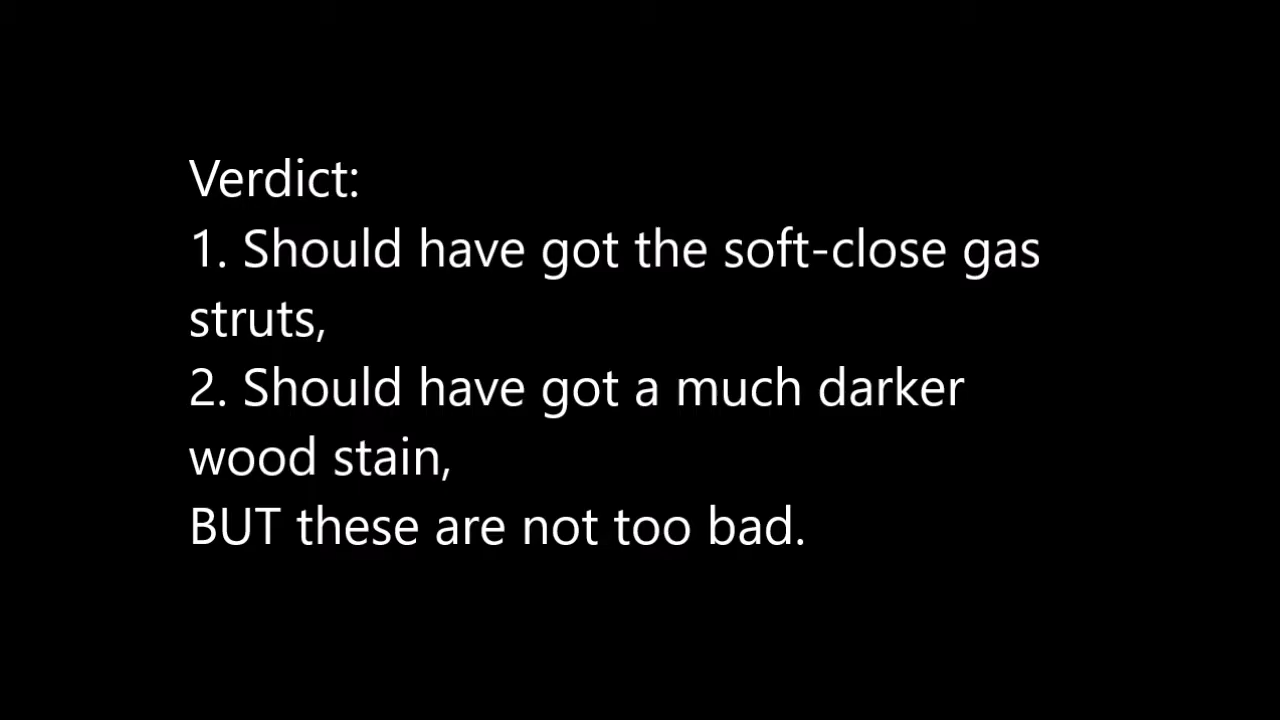 Verdict:
1. Should have got the soft-close gas
struts,
2. Should have got a much darker
wood stain,
BUT these are not too bad.